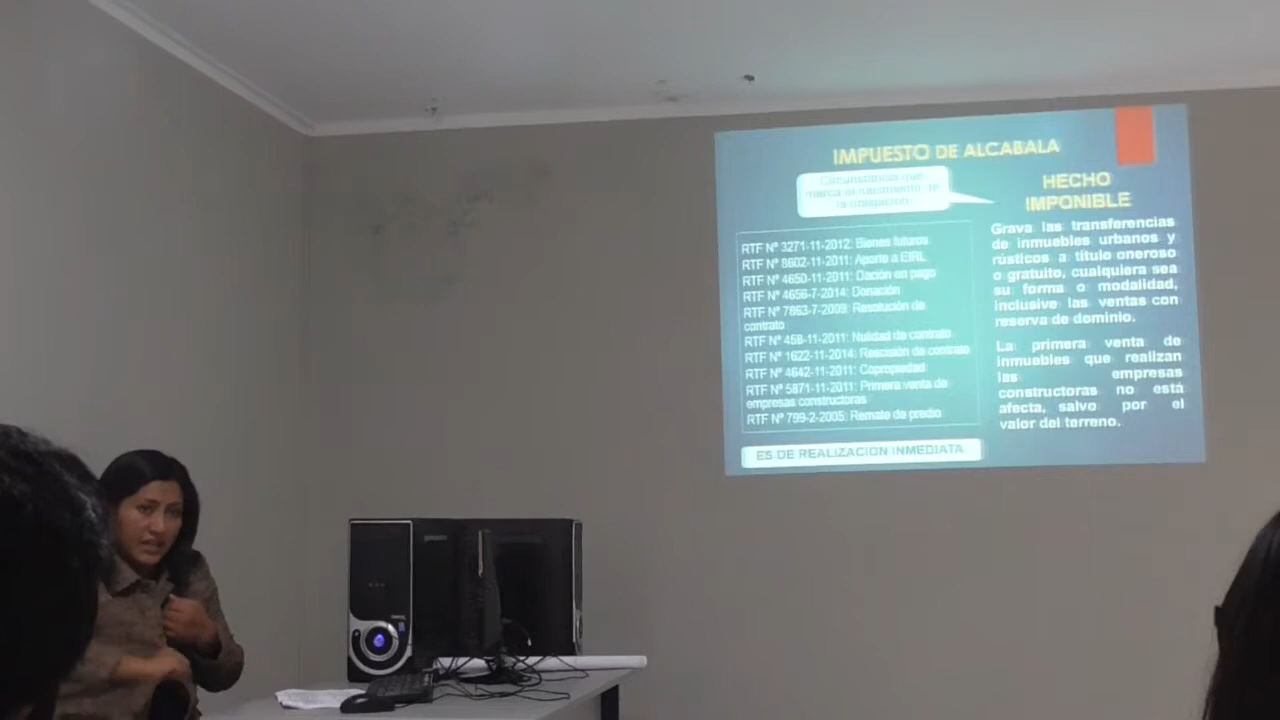 IMPUESTO DE ALCABALA
Circunstancia que
marca el nacimiento de
la obligación
HECHO
IMPONIBLE
RTF Nº 3271-11-2012: Bienes futuros
RTF Nº 8602-11-2011: Aporte a EIRL
RTF Nº 4650-11-2011: Dación en pago
RTF Nº 4656-7-2014: Donación
RTF Nº 7663-7-2009: Resolución de
contrato
RTF Nº 458-11-2011: Nulidad de contrato
RTF Nº 1622-11-2014: Rescisión de contrato
RTF Nº 4642-11-2011: Copropiedad
RTF Nº 5871-11-2011: Primera venta de
empresas constructoras
RTF Nº 799-2-2005: Remate de predio
ES DE REALIZACION INMEDIATA
Grava las transferencias
de inmuebles urbanos y
rústicos a título oneroso
o gratuito, cualquiera sea
su forma o modalidad,
inclusive las ventas con
reserva de dominio.
La primera venta de
inmuebles que realizan
las empresas
constructoras no está
afecta, salvo por el
valor del terreno.